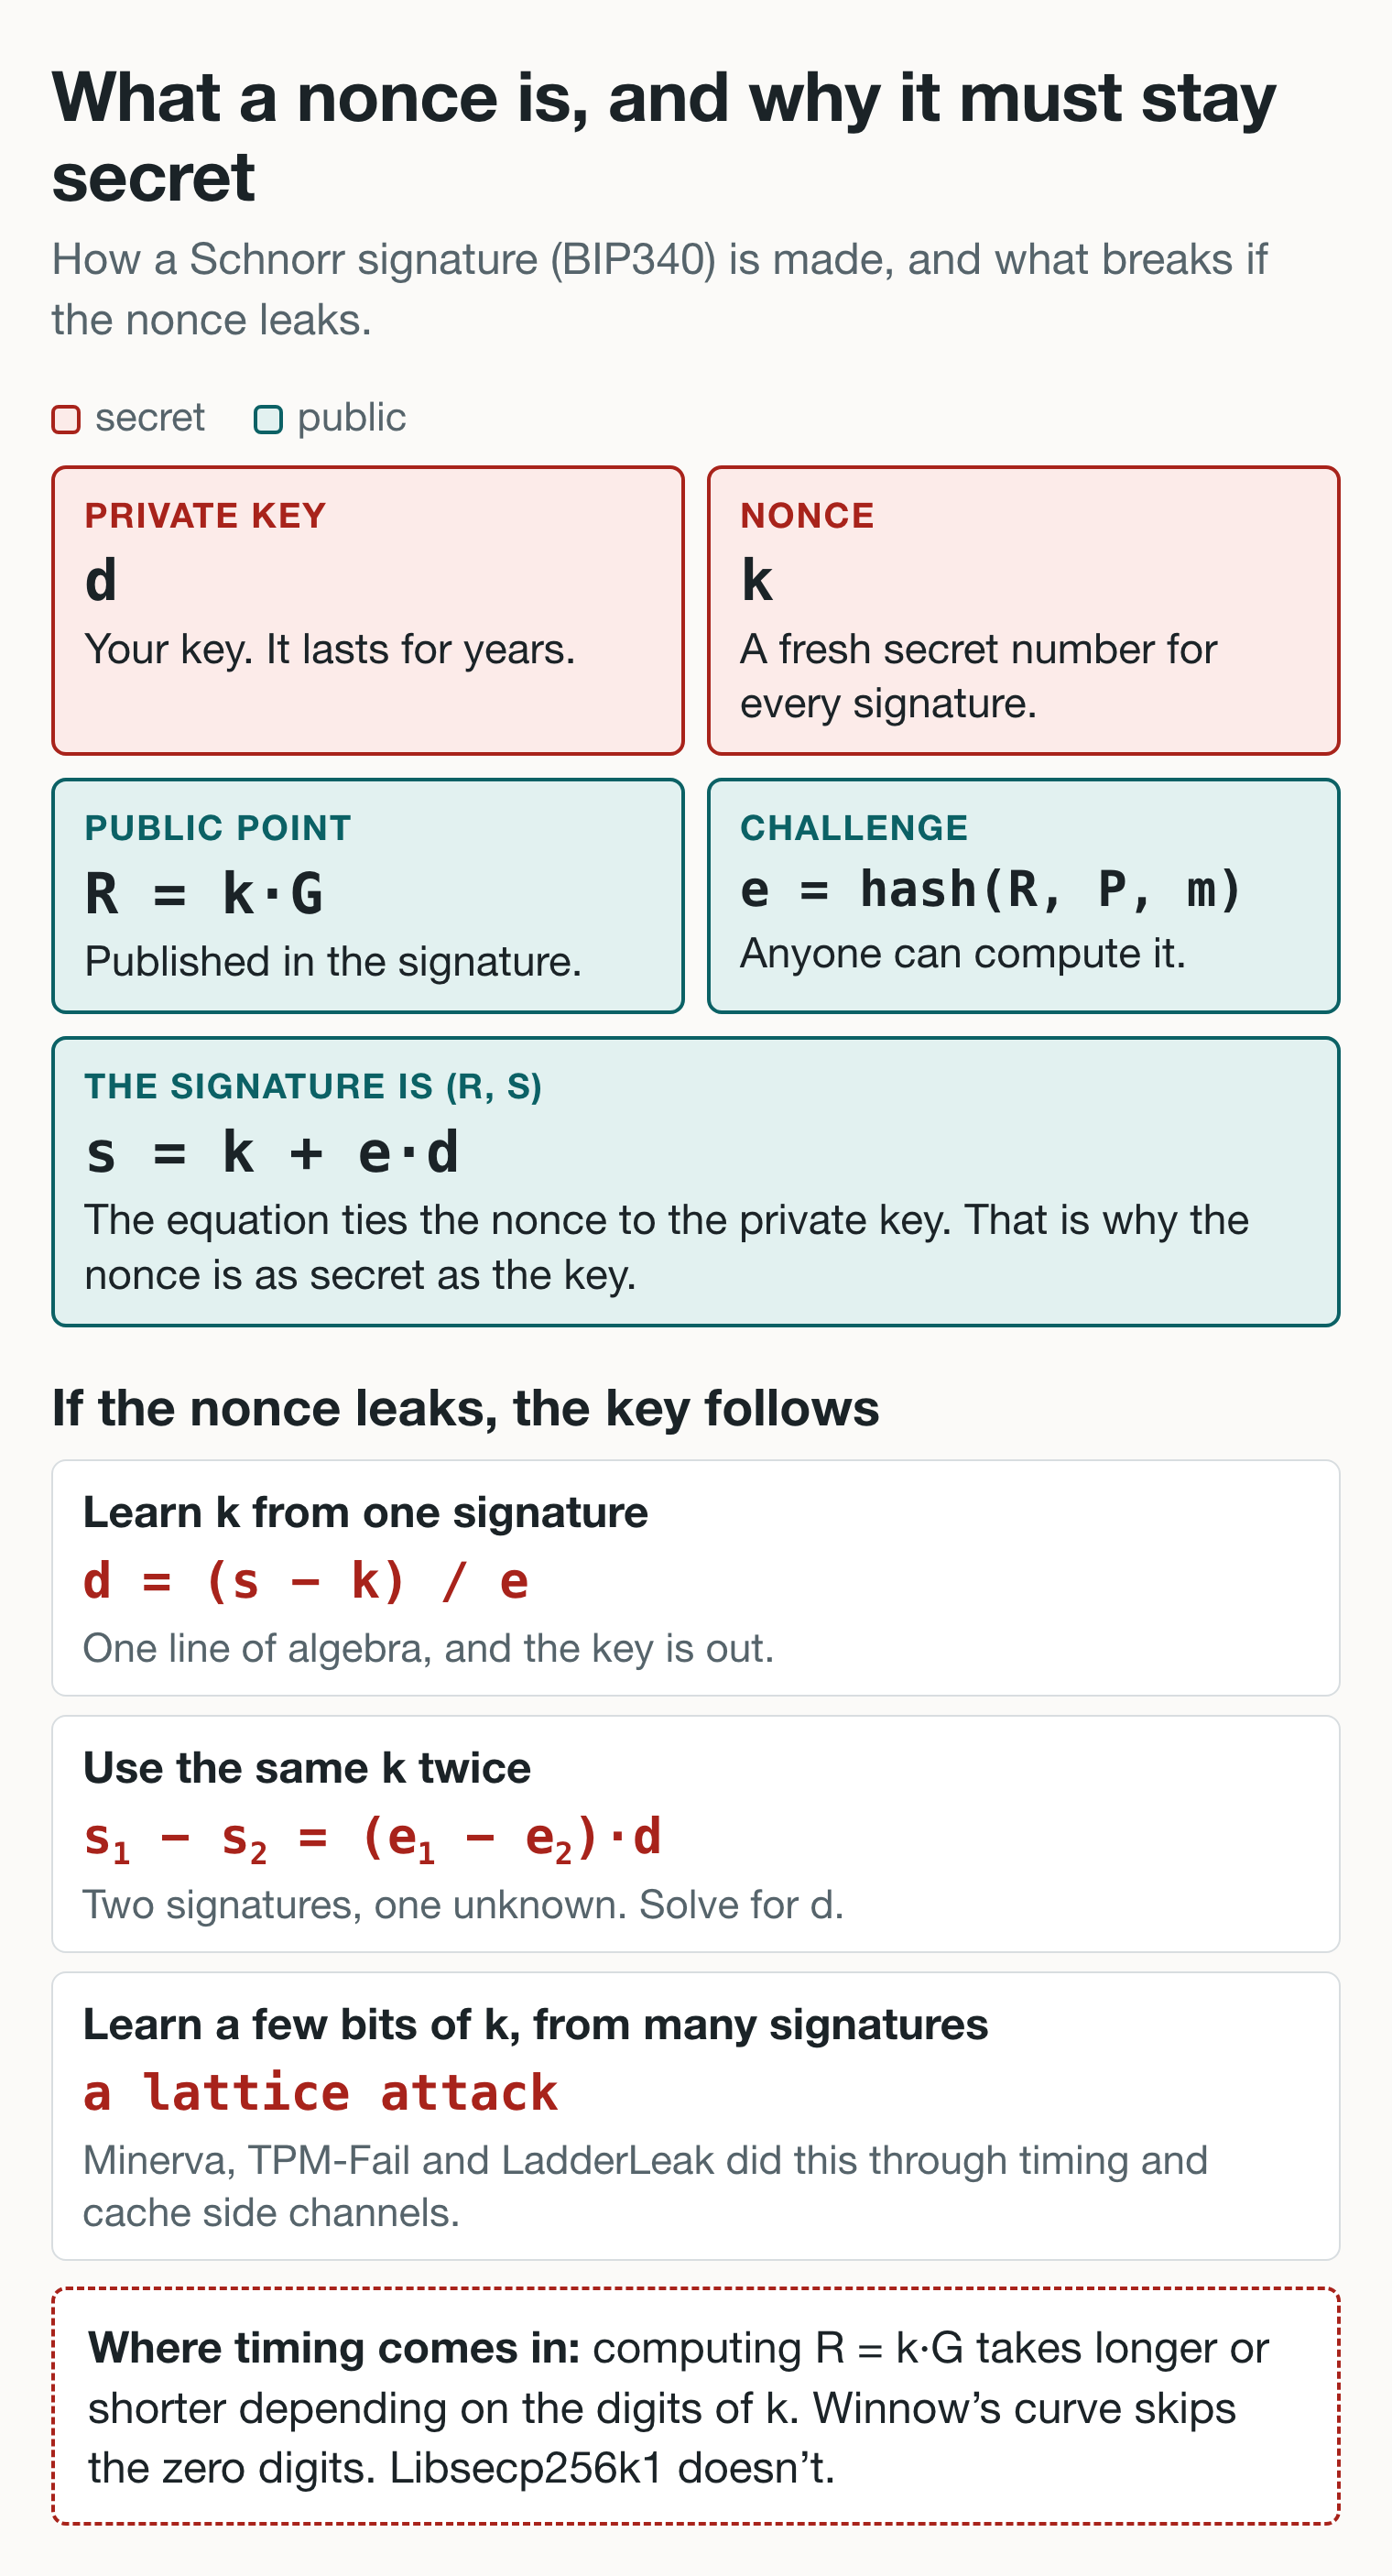 What a nonce is, and why it must stay
secret
How a Schnorr signature (BIP340) is made, and what breaks if
the nonce leaks.
secret public
PRIVATE KEY
d
Your key. It lasts for years.
NONCE
k
A fresh secret number for
every signature.
PUBLIC POINT
R = k·G
Published in the signature.
CHALLENGE
e = hash(R, P, m)
Anyone can compute it.
THE SIGNATURE IS (R, S)
s = k + e·d
The equation ties the nonce to the private key. That is why the
nonce is as secret as the key.
If the nonce leaks, the key follows
Learn k from one signature
d = (s − k) / e
One line of algebra, and the key is out.
Use the same k twice
s₁ − s₂ = (e₁ − e₂)·d
Two signatures, one unknown. Solve for d.
Learn a few bits of k, from many signatures
a lattice attack
Minerva, TPM-Fail and LadderLeak did this through timing and
cache side channels.
Where timing comes in: computing R = k·G takes longer or
shorter depending on the digits of k. Winnow’s curve skips
the zero digits. Libsecp256k1 doesn’t.